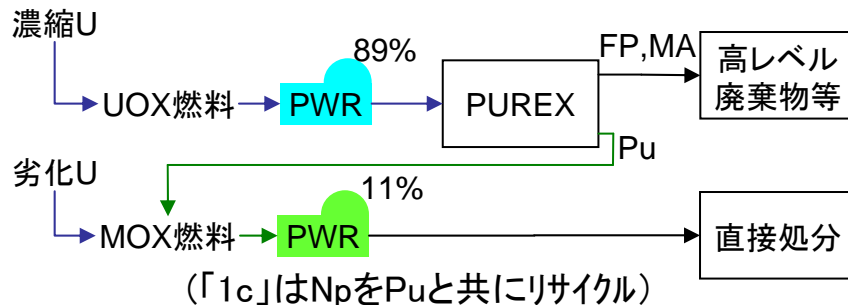 濃縮U
89%
FP,MA
高レベル
廃棄物等
UOX燃料
PWR
PUREX
Pu
劣化U
11%
MOX燃料
PWR
直接処分
(「1c」はNpをPuと共にリサイクル)